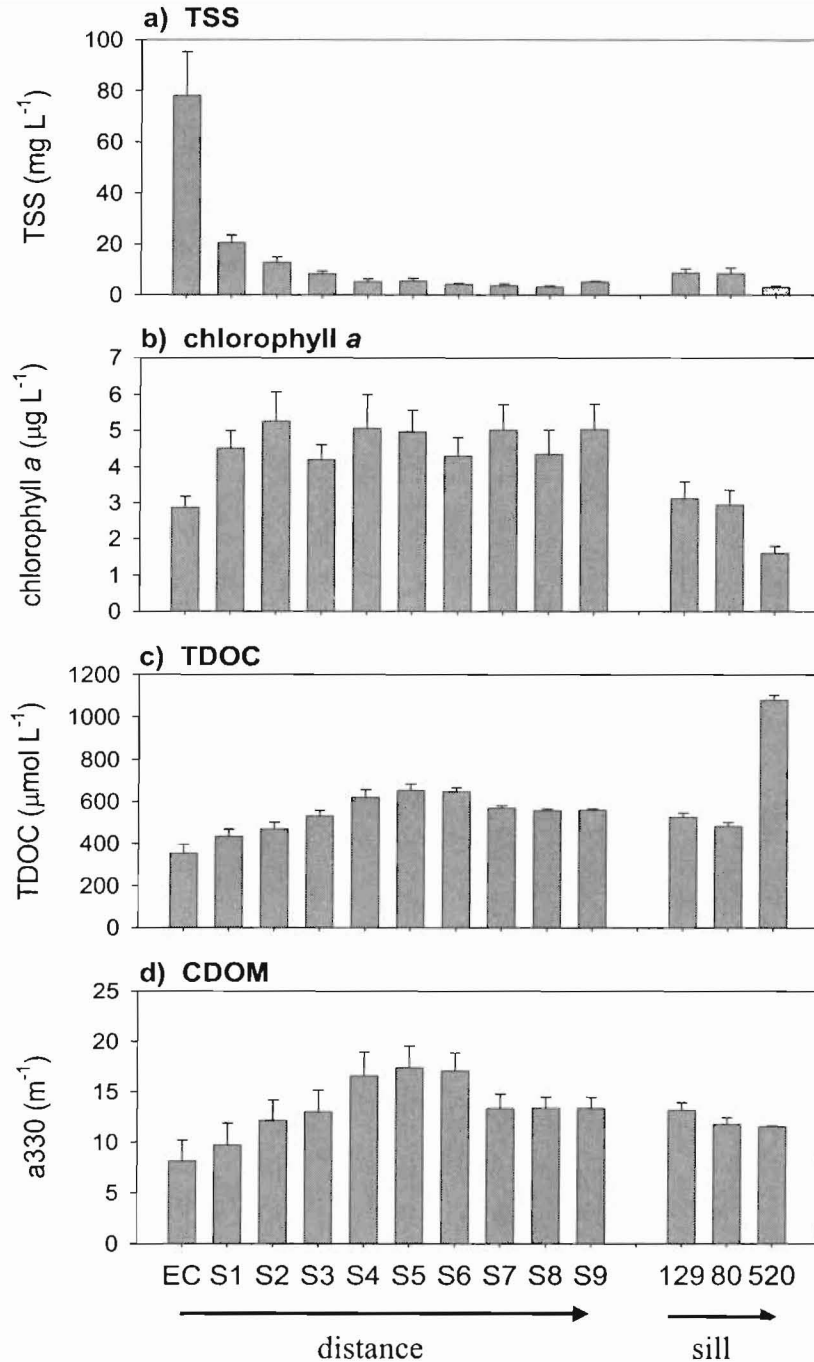 a) TSS
100
80
60
40
20
0
TSS (mg L⁻¹)
b) chlorophyll a
7
6
5
4
3
2
1
0
chlorophyll a (µg L⁻¹)
c) TDOC
1200
1000
800
600
400
200
0
TDOC (µmol L⁻¹)
d) CDOM
25
20
15
10
5
0
a330 (m⁻¹)
EC S1 S2 S3 S4 S5 S6 S7 S8 S9 129 80 520
distance sill